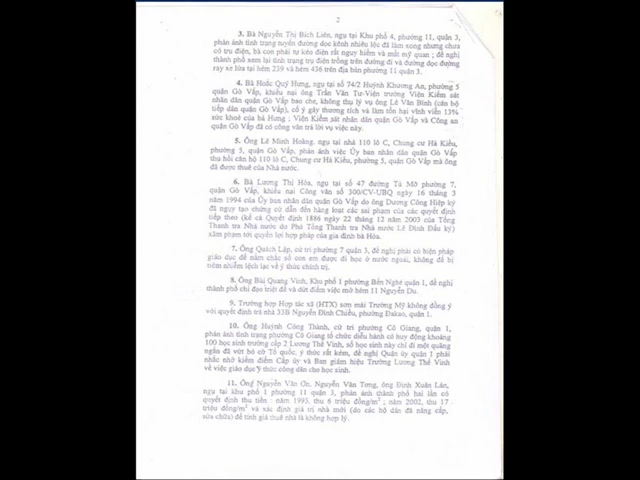 2
3. Bà Nguyễn Thị Bích Liên, ngụ tại Khu phố 4, phường 11, quận 3,
phản ánh tình trạng tuyến đường dọc kênh nhiêu lộc đã làm song nhưng chưa
có trụ điện, bà con phải tự kéo điện rất nguy hiểm và mất mỹ quan ; đề nghị
thành phố sem lại tình trạng trụ điện trồng trên đường đi và đường dọc đường
ray xe lửa tại hẻm 239 và hẻm 436 trên địa bàn phường 11 quận 3.
4. Bà Hoắc Quý Hưng, ngụ tại số 74/2 Huỳnh Khương An, phường 5
quận Gò Vấp, khiếu nại ông Trần Văn Tư-Viện trưởng Viện Kiểm sát
nhân dân quận Gò Vấp bao che, không thụ lý vụ ông Lê Văn Bình (cán bộ
tiếp dân quận Gò Vấp), cố ý gây thương tích và làm tổn hại vĩnh viễn 13%
sức khoẻ của bà Hưng ; Viện Kiểm sát nhân dân quận Gò Vấp và Công an
quận Gò Vấp đã có công văn trả lời vụ việc này.
5. Ông Lê Minh Hoàng, ngụ tại nhà 110 lô C, Chung cư Hà Kiều,
phường 5, quận Gò Vấp, phản ánh việc Ủy ban nhân dân quận Gò Vấp
thu hồi căn hộ 110 lô C, Chung cư Hà Kiều, phường 5, quận Gò Vấp mà ông
đã được thuê của Nhà nước.
6. Bà Lương Thị Hòa, ngụ tại số 47 đường Tú Mỡ phường 7,
quận Gò Vấp, khiếu nại Công văn số 300/CV-UBQ ngày 16 tháng 3
năm 1994 của Ủy ban nhân dân quận Gò Vấp do ông Dương Công Hiệp ký
đã ngụy tạo chứng cứ dẫn đến hàng loạt các sai phạm của các quyết định
tiếp theo (kể cả Quyết định 1886 ngày 22 tháng 12 năm 2005 của Tổng
Thanh tra Nhà nước do Phó Tổng Thanh tra Nhà nước Lê Đình Đấu ký)
xâm phạm tới quyền lợi hợp pháp của gia đình bà Hòa.
7. Ông Quách Lập, cử tri phường 7 quận 3, đề nghị phải có biện pháp
giáo dục để nắm chắc số con em được đi học ở nước ngoài, không để bị
tiêm nhiễm lệch lạc về ý thức chính trị.
8. Ông Bùi Quang Vinh, Khu phố 1 phường Bến Nghé quận 1, đề nghị
thành phố chỉ đạo triệt để và dứt điểm việc mở hẻm 11 Nguyễn Du.
9. Trường hợp Hợp tác xã (HTX) sơn mài Trường Mỹ không đồng ý
với quyết định trả nhà 33B Nguyễn Đình Chiểu, phường Đakao, quận 1.
10. Ông Huỳnh Công Thành, cử tri phường Cô Giang, quận 1,
phản ánh tình trạng phường Cô Giang tổ chức diễu hành có huy động khoảng
100 học sinh trường cấp 2 Lương Thế Vinh, số học sinh này chỉ đi một quãng
ngắn đã vứt bỏ cờ Tổ quốc, ý thức rất kém, đề nghị Quận ủy quận 1 phải
nhắc nhở kiểm điểm Cấp ủy và Ban giám hiệu Trường Lương Thế Vinh
về việc giáo dục ý thức công dân cho học sinh.
11. Ông Nguyễn Văn Ơn, Nguyễn Văn Tòng, ông Đinh Xuân Lân,
ngụ tại khu phố 1 phường 11 quận 3, phản ánh thành phố hai lần có
quyết định thu tiền : năm 1995, thu 6 triệu đồng/m² ; năm 2002, thu 17
triệu đồng/m² và xác định giá trị nhà mới (do các hộ dân đã nâng cấp,
sửa chữa) để tính giá thuê nhà là không hợp lý.